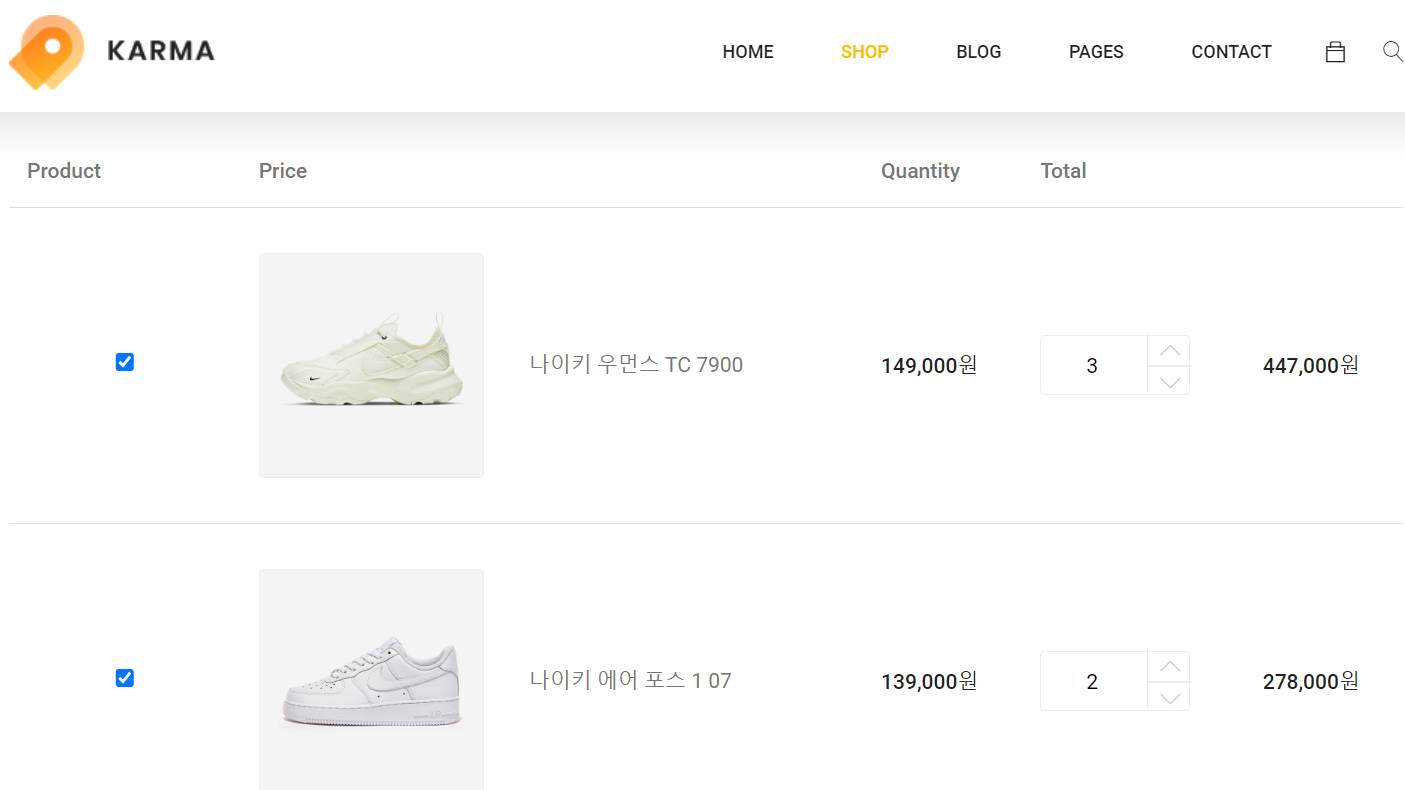 KARMA
HOME SHOP BLOG PAGES CONTACT
Product Price Quantity Total
나이키 우먼스 TC 7900 149,000원 3 447,000원
나이키 에어 포스 1 07 139,000원 2 278,000원